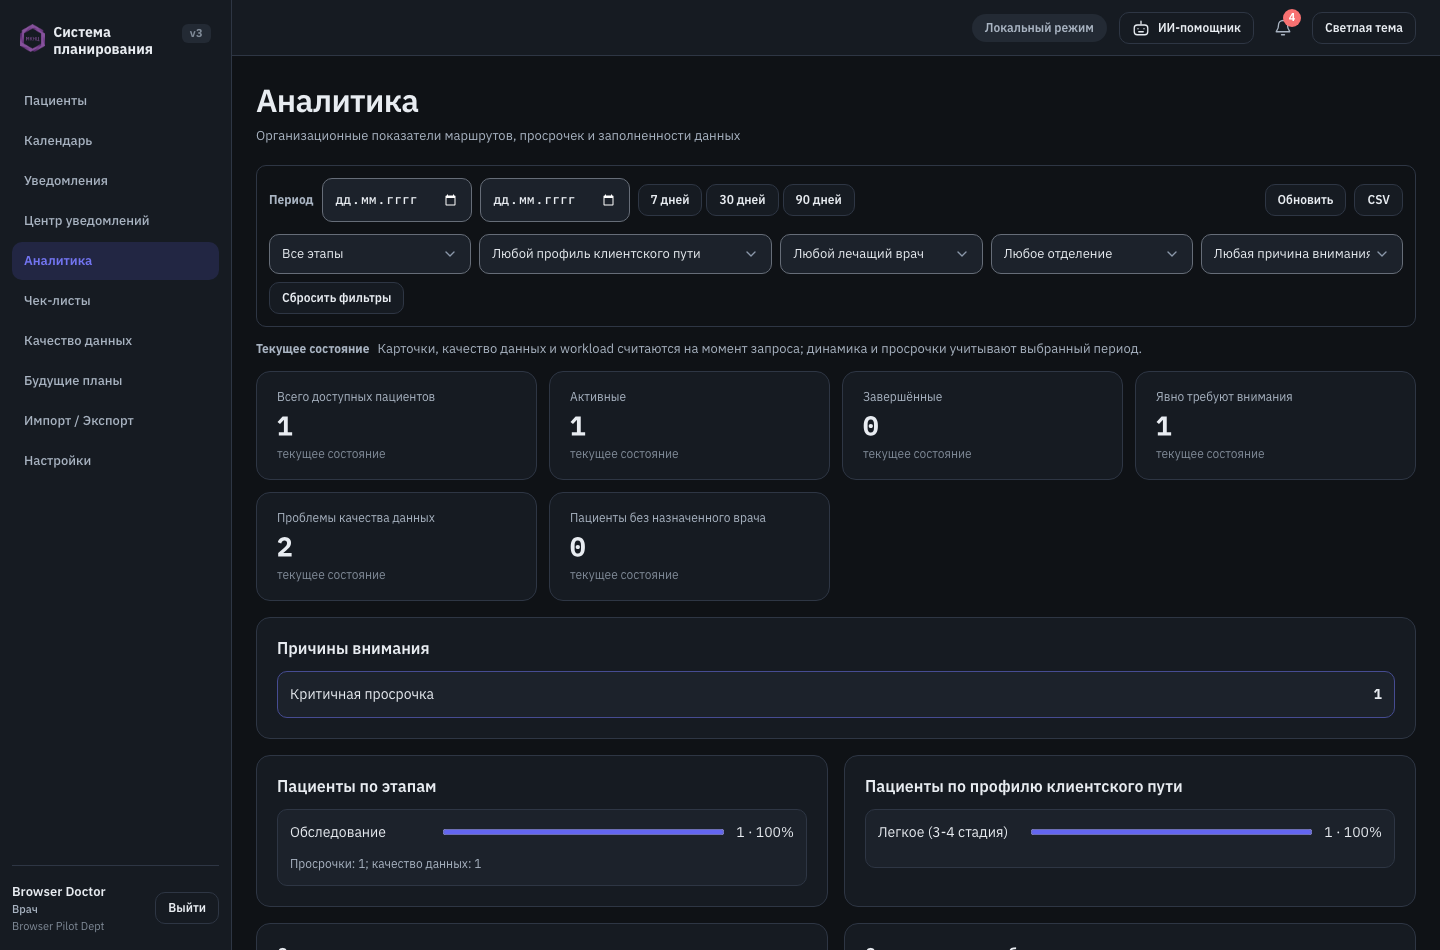 Система
планирования
v3
Пациенты
Календарь
Уведомления
Центр уведомлений
Аналитика
Чек-листы
Качество данных
Будущие планы
Импорт / Экспорт
Настройки
Browser Doctor
Врач
Browser Pilot Dept
Выйти
Локальный режим
ИИ-помощник
4
Светлая тема
Аналитика
Организационные показатели маршрутов, просрочек и заполненности данных
Период
дд.мм.гггг
дд.мм.гггг
7 дней
30 дней
90 дней
Обновить
CSV
Все этапы
Любой профиль клиентского пути
Любой лечащий врач
Любое отделение
Любая причина внимания
Сбросить фильтры
Текущее состояние Карточки, качество данных и workload считаются на момент запроса; динамика и просрочки учитывают выбранный период.
Всего доступных пациентов
1
текущее состояние
Активные
1
текущее состояние
Завершённые
0
текущее состояние
Явно требуют внимания
1
текущее состояние
Проблемы качества данных
2
текущее состояние
Пациенты без назначенного врача
0
текущее состояние
Причины внимания
Критичная просрочка 1
Пациенты по этапам
Обследование 1 · 100%
Просрочки: 1; качество данных: 1
Пациенты по профилю клиентского пути
Легкое (3-4 стадия) 1 · 100%